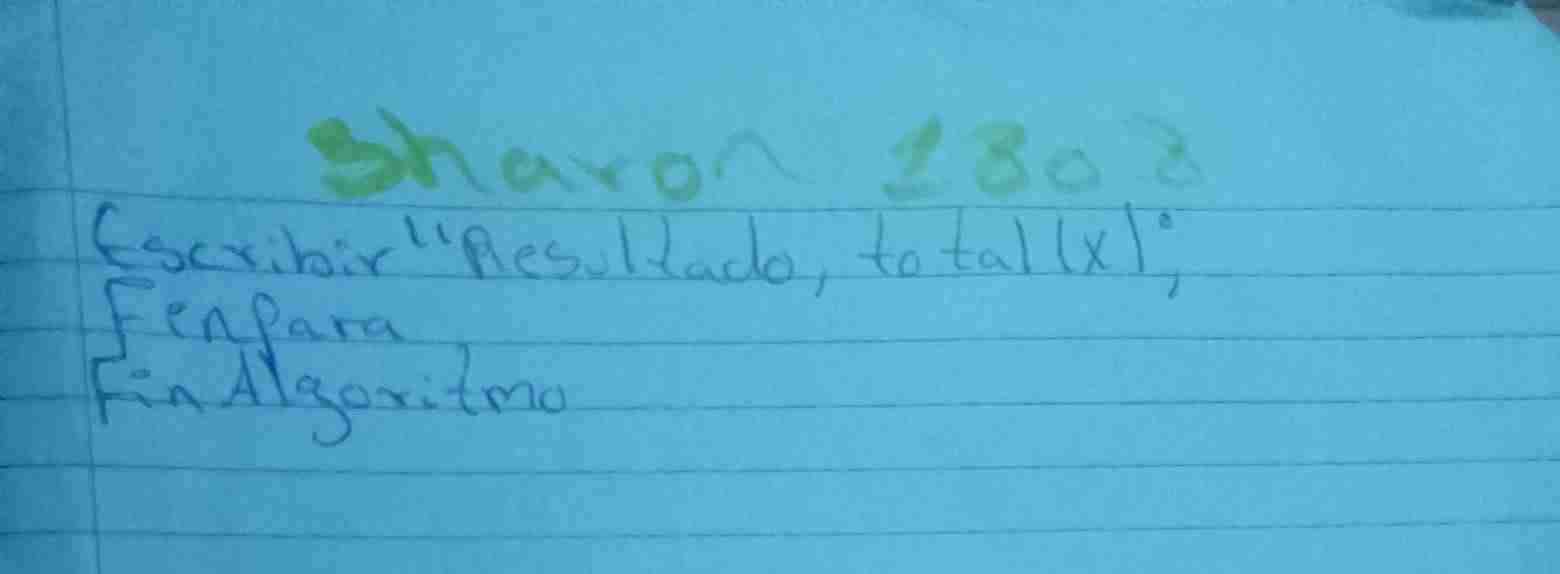 Sharon 1808
Escribir "Resultado, total(x);
FenPara
FinAlgoritmo